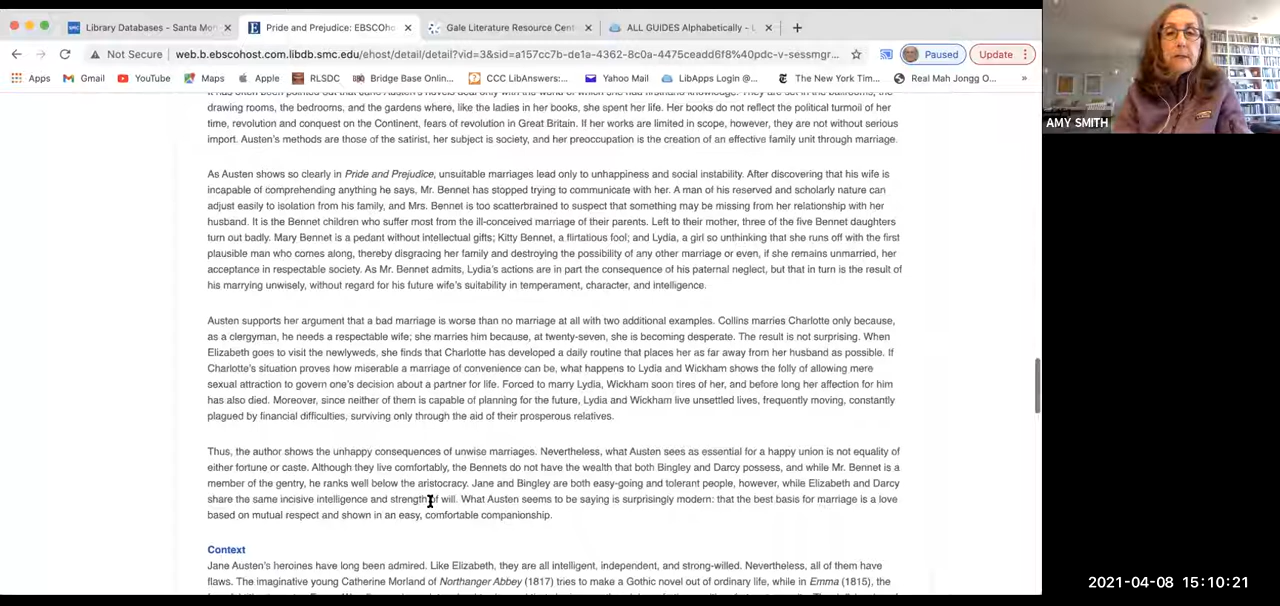 Library Databases - Santa Mon
Pride and Prejudice: EBSCOho
Gale Literature Resource Cent
ALL GUIDES Alphabetically - L
Not Secure
web.b.ebscohost.com.libdb.smc.edu/ehost/detail/detail?vid=3&sid=a157cc7b-de1a-4362-8c0a-4475ceadd6f8%40pdc-v-sessmgr...
Paused
Update
Apps
Gmail
YouTube
Maps
Apple
RLSDC
Bridge Base Online...
CCC LibAnswers:...
Yahoo Mail
LibApps Login @...
The New York Tim...
Real Mah Jongg O...
»
AMY SMITH
drawing rooms, the bedrooms, and the gardens where, like the ladies in her books, she spent her life. Her books do not reflect the political turmoil of her
time, revolution and conquest on the Continent, fears of revolution in Great Britain. If her works are limited in scope, however, they are not without serious
import. Austen's methods are those of the satirist, her subject is society, and her preoccupation is the creation of an effective family unit through marriage.
As Austen shows so clearly in Pride and Prejudice, unsuitable marriages lead only to unhappiness and social instability. After discovering that his wife is
incapable of comprehending anything he says, Mr. Bennet has stopped trying to communicate with her. A man of his reserved and scholarly nature can
adjust easily to isolation from his family, and Mrs. Bennet is too scatterbrained to suspect that something may be missing from her relationship with her
husband. It is the Bennet children who suffer most from the ill-conceived marriage of their parents. Left to their mother, three of the five Bennet daughters
turn out badly. Mary Bennet is a pedant without intellectual gifts; Kitty Bennet, a flirtatious fool; and Lydia, a girl so unthinking that she runs off with the first
plausible man who comes along, thereby disgracing her family and destroying the possibility of any other marriage or even, if she remains unmarried, her
acceptance in respectable society. As Mr. Bennet admits, Lydia's actions are in part the consequence of his paternal neglect, but that in turn is the result of
his marrying unwisely, without regard for his future wife's suitability in temperament, character, and intelligence.
Austen supports her argument that a bad marriage is worse than no marriage at all with two additional examples. Collins marries Charlotte only because,
as a clergyman, he needs a respectable wife; she marries him because, at twenty-seven, she is becoming desperate. The result is not surprising. When
Elizabeth goes to visit the newlyweds, she finds that Charlotte has developed a daily routine that places her as far away from her husband as possible. If
Charlotte's situation proves how miserable a marriage of convenience can be, what happens to Lydia and Wickham shows the folly of allowing mere
sexual attraction to govern one's decision about a partner for life. Forced to marry Lydia, Wickham soon tires of her, and before long her affection for him
has also died. Moreover, since neither of them is capable of planning for the future, Lydia and Wickham live unsettled lives, frequently moving, constantly
plagued by financial difficulties, surviving only through the aid of their prosperous relatives.
Thus, the author shows the unhappy consequences of unwise marriages. Nevertheless, what Austen sees as essential for a happy union is not equality of
either fortune or caste. Although they live comfortably, the Bennets do not have the wealth that both Bingley and Darcy possess, and while Mr. Bennet is a
member of the gentry, he ranks well below the aristocracy. Jane and Bingley are both easy-going and tolerant people, however, while Elizabeth and Darcy
share the same incisive intelligence and strength of will. What Austen seems to be saying is surprisingly modern: that the best basis for marriage is a love
based on mutual respect and shown in an easy, comfortable companionship.
Context
Jane Austen's heroines have long been admired. Like Elizabeth, they are all intelligent, independent, and strong-willed. Nevertheless, all of them have
flaws. The imaginative young Catherine Morland of Northanger Abbey (1817) tries to make a Gothic novel out of ordinary life, while in Emma (1815), the
2021-04-08 15:10:21